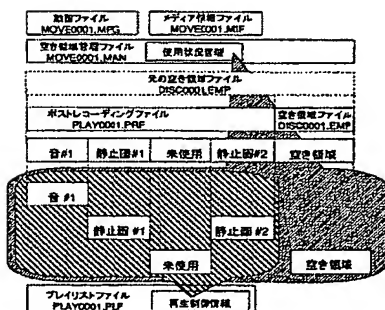 動画ファイル
MOVE0001.MPG
メディア情報ファイル
MOVE0001.MIF
空き領域管理ファイル
MOVE0001.MAN
使用状況管理
元の空き領域ファイル
DISC0001.EMP
ポストレコーディングファイル
PLAY0001.PRF
空き領域ファイル
DISC0001.EMP
音#1 静止画#1 未使用 静止画#2 空き領域
音 #1
静止画 #1
静止画 #2
未使用
空き領域
プレイリストファイル
PLAY0001.PLF
再生制御情報